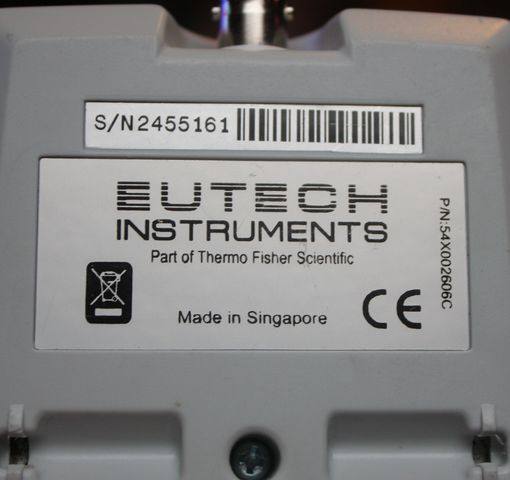 S/N2455161
EUTECH
INSTRUMENTS
Part of Thermo Fisher Scientific
Made in Singapore
CE
P/N:54X002606C